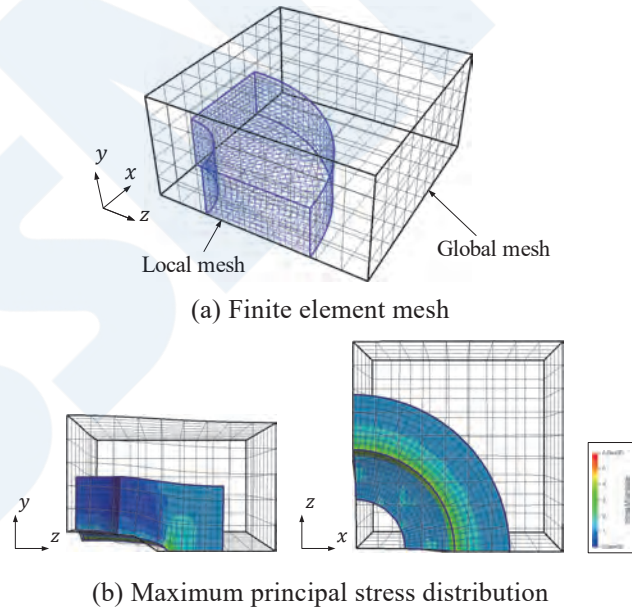 y
x
z
Local mesh
Global mesh
(a) Finite element mesh
y
z
z
x
(b) Maximum principal stress distribution